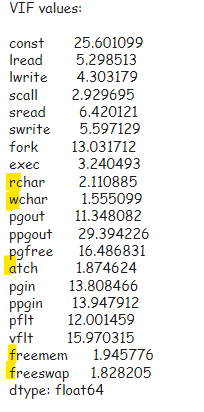 VIF values:
const 25.601099
lread 5.298513
lwrite 4.303179
scall 2.929695
sread 6.420121
swrite 5.597129
fork 13.031712
exec 3.240493
rchar 2.110885
wchar 1.555099
pgout 11.348082
ppgout 29.394226
pgfree 16.486831
atch 1.874624
pgin 13.808466
ppgin 13.947912
pflt 12.001459
vflt 15.970315
freemem 1.945776
freeswap 1.828205
dtype: float64